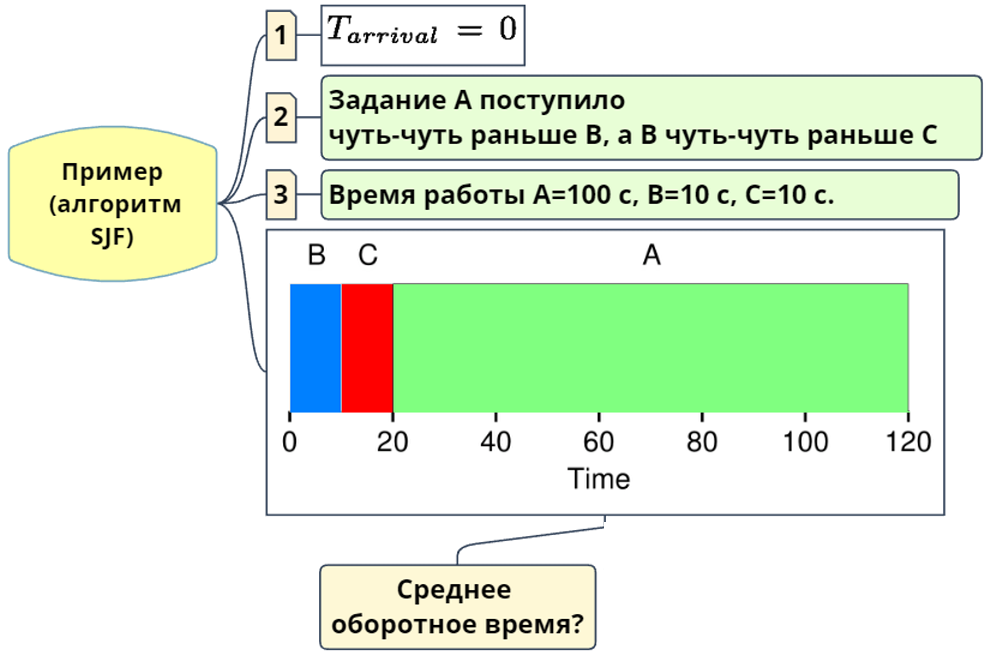 Пример
(алгоритм
SJF)
1
T_arrival = 0
2
Задание A поступило
чуть-чуть раньше B, а B чуть-чуть раньше C
3
Время работы A=100 с, B=10 с, C=10 с.
B C A
0 20 40 60 80 100 120
Time
Среднее
оборотное время?